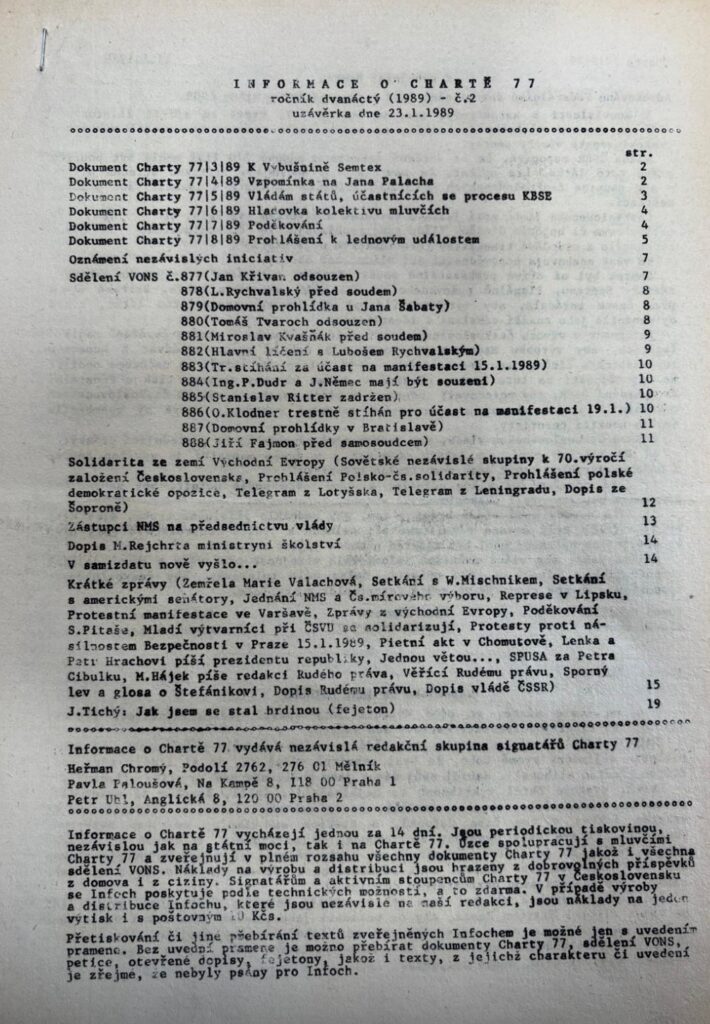 INFORMACE O CHARTĚ 77
ročník dvanáctý (1989) - č.2
uzávěrka dne 23.1.1989
str.
Dokument Charty 77|3|89 K Výbušnině Semtex 2
Dokument Charty 77|4|89 Vzpomínka na Jana Palacha 2
Dokument Charty 77|5|89 Vládám států, účastnících se procesu KBSE 3
Dokument Charty 77|6|89 Hladovka kolektivu mluvčích 4
Dokument Charty 77|7|89 Poděkování 4
Dokument Charty 77|8|89 Prohlášení k lednovým událostem 5
Oznámení nezávislých iniciativ 7
Sdělení VONS č.877(Jan Křivan odsouzen) 7
878(L.Rychvalský před soudem) 8
879(Domovní prohlídka u Jana Šabaty) 8
880(Tomáš Tvaroch odsouzen) 8
881(Miroslav Kvašňák před soudem) 9
882(Hlavní líčení s Lubošem Rychvalským) 9
883(Tr.stíhání za účast na manifestaci 15.1.1989) 10
884(Ing.P.Dudr a J.Němec mají být souzeni) 10
885(Stanislav Ritter zadržen) 10
886(O.Klodner trestně stíhán pro účast na manifestaci 19.1.) 10
887(Domovní prohlídky v Bratislavě) 11
888(Jiří Fajmon před samosoudcem) 11
Solidarita ze zemí Východní Evropy (Sovětské nezávislé skupiny k 70.výročí
založení Československa, Prohlášení Polsko-čs.solidarity, Prohlášení polské
demokratické opozice, Telegram z Lotyšska, Telegram z Leningradu, Dopis ze
Šoproně) 12
Zástupci NMS na předsednictvu vlády 13
Dopis M.Rejchrta ministryni školství 14
V samizdatu nově vyšlo... 14
Krátké zprávy (Zemřela Marie Valachová, Setkání s W.Mischnikem, Setkání
s americkými senátory, Jednání NMS a Čs.mírového výboru, Represe v Lipsku,
Protestní manifestace ve Varšavě, Zprávy z východní Evropy, Poděkování
S.Pitaše, Mladí výtvarníci při ČSVU se solidarizují, Protesty proti ná-
silnostem Bezpečnosti v Praze 15.1.1989, Pietní akt v Chomutově, Lenka a
Petr Hrachovi píší prezidentu republiky, Jednou větou..., SPUSA za Petra
Cibulku, M.Hájek píše redakci Rudého práva, Věřící Rudému právu, Sporný
lev a glosa o Štefánikovi, Dopis Rudému právu, Dopis vládě ČSSR) 15
J.Tichý: Jak jsem se stal hrdinou (fejeton) 19
Informace o Chartě 77 vydává nezávislá redakční skupina signatářů Charty 77
Heřman Chromý, Podolí 2762, 276 01 Mělník
Pavla Paloušová, Na Kampě 8, 118 00 Praha 1
Petr Uhl, Anglická 8, 120 00 Praha 2
Informace o Chartě 77 vycházejí jednou za 14 dní. Jsou periodickou tiskovinou,
nezávislou jak na státní moci, tak i na Chartě 77. Úzce spolupracují s mluvčími
Charty 77 a zveřejnují v plném rozsahu všechny dokumenty Charty 77 jakož i všechna
sdělení VONS. Náklady na výrobu a distribuci jsou hrazeny z dobrovolných příspěvků
z domova i z ciziny. Signatářům a aktivním stoupencům Charty 77 v Československu
se Infoch poskytuje podle technických možností, a to zdarma. V případě výroby
a distribuce Infochu, které jsou nezávislé na naší redakci, jsou náklady na jeden
výtisk i s poštovným Kčs.
Přetiskování či jiné přebírání textů zveřejněných Infochem je možné jen s uvedením
pramene. Bez uvední pramene je možno přebírat dokumenty Charty 77, sdělení VONS,
petice, otevřené dopisy, fejetony, jakož i texty, z jejichž charakteru či uvedení
je zřejmé, že nebyly psány pro Infoch.